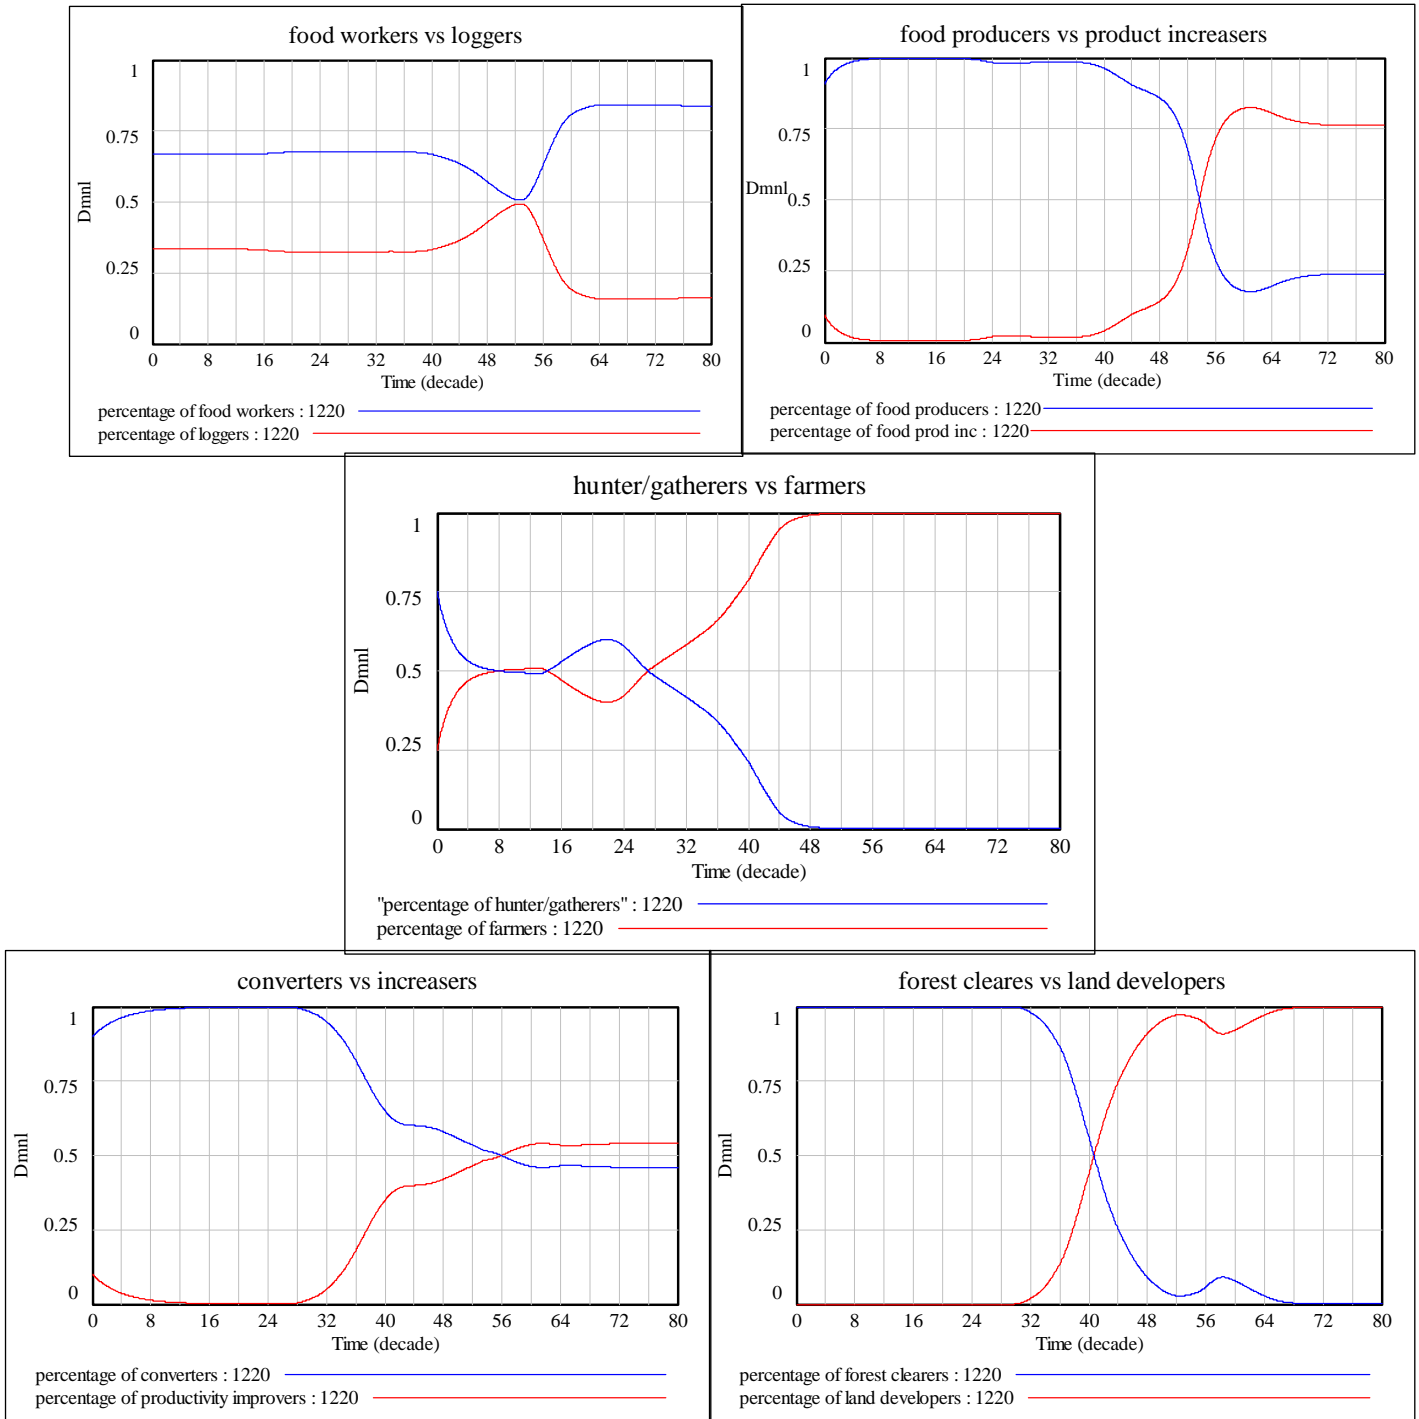 food workers vs loggers
1
0.75
0.5
0.25
0
Dmnl
0 8 16 24 32 40 48 56 64 72 80
Time (decade)
percentage of food workers : 1220
percentage of loggers : 1220
food producers vs product increasers
1
0.75
Dmnl
0.5
0.25
0
0 8 16 24 32 40 48 56 64 72 80
Time (decade)
percentage of food producers : 1220
percentage of food prod inc : 1220
hunter/gatherers vs farmers
1
0.75
0.5
0.25
0
Dmnl
0 8 16 24 32 40 48 56 64 72 80
Time (decade)
"percentage of hunter/gatherers" : 1220
percentage of farmers : 1220
converters vs increasers
1
0.75
0.5
0.25
0
Dmnl
0 8 16 24 32 40 48 56 64 72 80
Time (decade)
percentage of converters : 1220
percentage of productivity improvers : 1220
forest cleares vs land developers
1
0.75
0.5
0.25
0
Dmnl
0 8 16 24 32 40 48 56 64 72 80
Time (decade)
percentage of forest clearers : 1220
percentage of land developers : 1220